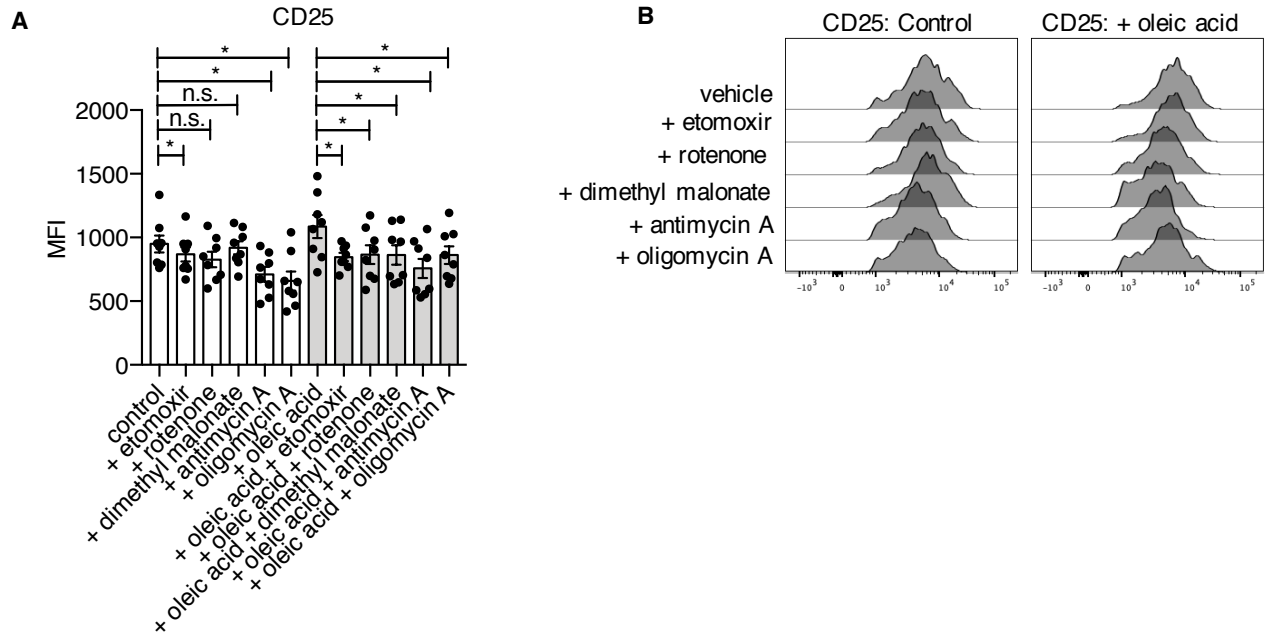 A
CD25
*
*
n.s.
n.s.
*
*
*
*
*
*
2000
1500
1000
500
0
MFI
control
+ etomoxir
+ rotenone
+ dimethyl malonate
+ antimycin A
+ oligomycin A
+ oleic acid
+ oleic acid + etomoxir
+ oleic acid + rotenone
+ oleic acid + dimethyl malonate
+ oleic acid + antimycin A
+ oleic acid + oligomycin A
B
CD25: Control
CD25: + oleic acid
vehicle
+ etomoxir
+ rotenone
+ dimethyl malonate
+ antimycin A
+ oligomycin A
-10³ 0 10³ 10⁴ 10⁵
-10³ 0 10³ 10⁴ 10⁵